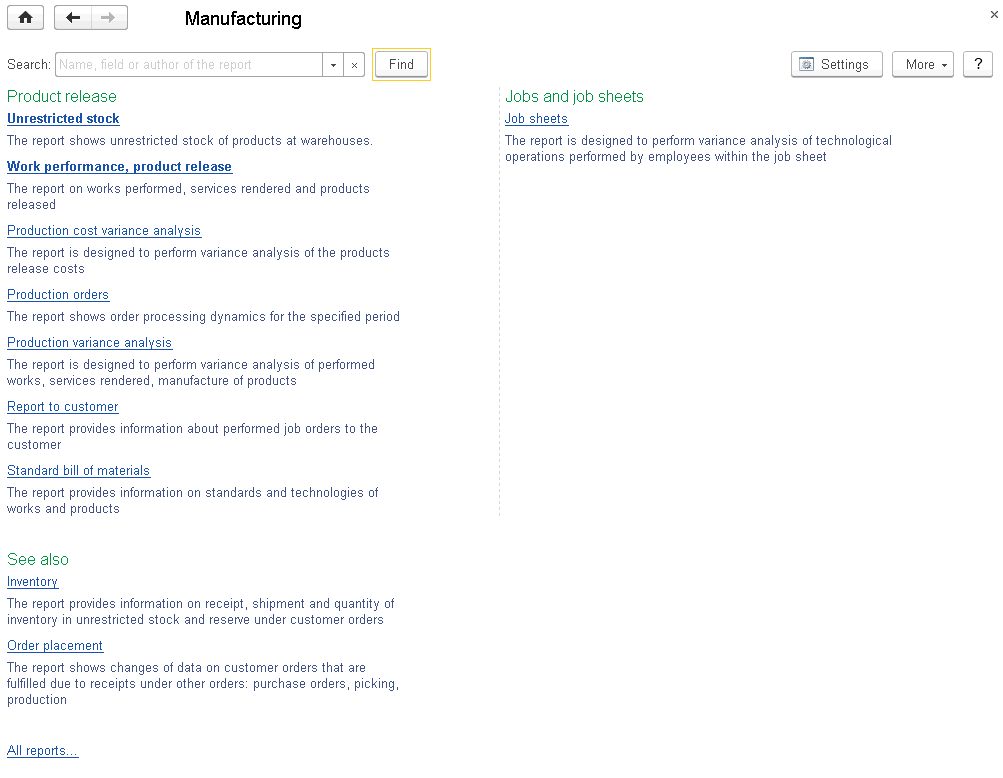 Manufacturing
×
Search: Name, field or author of the report × Find Settings More ?
Product release
Unrestricted stock
The report shows unrestricted stock of products at warehouses.
Work performance, product release
The report on works performed, services rendered and products
released
Production cost variance analysis
The report is designed to perform variance analysis of the products
release costs
Production orders
The report shows order processing dynamics for the specified period
Production variance analysis
The report is designed to perform variance analysis of performed
works, services rendered, manufacture of products
Report to customer
The report provides information about performed job orders to the
customer
Standard bill of materials
The report provides information on standards and technologies of
works and products
Jobs and job sheets
Job sheets
The report is designed to perform variance analysis of technological
operations performed by employees within the job sheet
See also
Inventory
The report provides information on receipt, shipment and quantity of
inventory in unrestricted stock and reserve under customer orders
Order placement
The report shows changes of data on customer orders that are
fulfilled due to receipts under other orders: purchase orders, picking,
production
All reports...